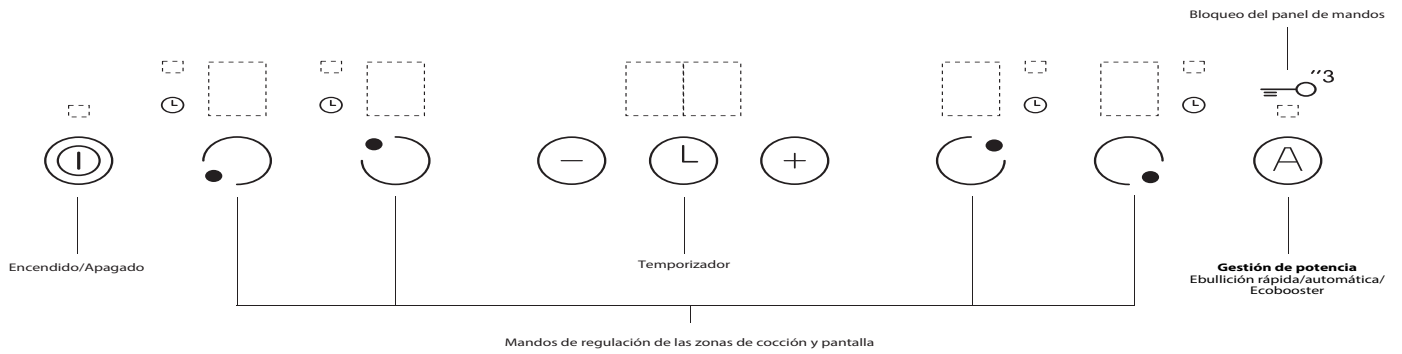 Bloqueo del panel de mandos
"3
A
Encendido/Apagado
Temporizador
Gestión de potencia
Ebullición rápida/automática/
Ecobooster
Mandos de regulación de las zonas de cocción y pantalla